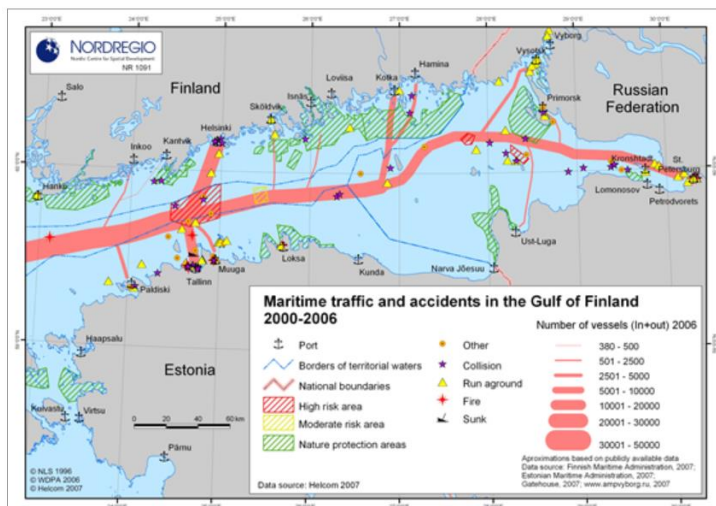 NORDREGIO
Nordic Centre for Spatial Development
NR 1091
Finland
Russian
Federation
Estonia
Salo
Inkoo
Kantvik
Hanko
Helsinki
Sköldvik
Isnäs
Loviisa
Kotka
Hamina
Vyborg
Vysotsk
Primorsk
Kronshtadt
St.
Petersburg
Lomonosov
Petrodvorets
Ust-Luga
Narva Jõesuu
Kunda
Loksa
Muuga
Tallinn
Paldiski
Haapsalu
Virtsu
Pärnu
0 10 20 40 60 km
Maritime traffic and accidents in the Gulf of Finland
2000-2006
Port
Borders of territorial waters
National boundaries
High risk area
Moderate risk area
Nature protection areas
Other
Collision
Run aground
Fire
Sunk
Data source: Helcom 2007
Number of vessels (In+out) 2006
380 - 500
501 - 2500
2501 - 5000
5001 - 10000
10001 - 20000
20001 - 30000
30001 - 50000
Aproximations based on publicly available data
Data source: Finnish Maritime Administration, 2007;
Estonian Maritime Administration, 2007;
Gatehouse, 2007; www.ampvyborg.ru, 2007
© NLS 1996
© WDPA 2006
© Helcom 2007